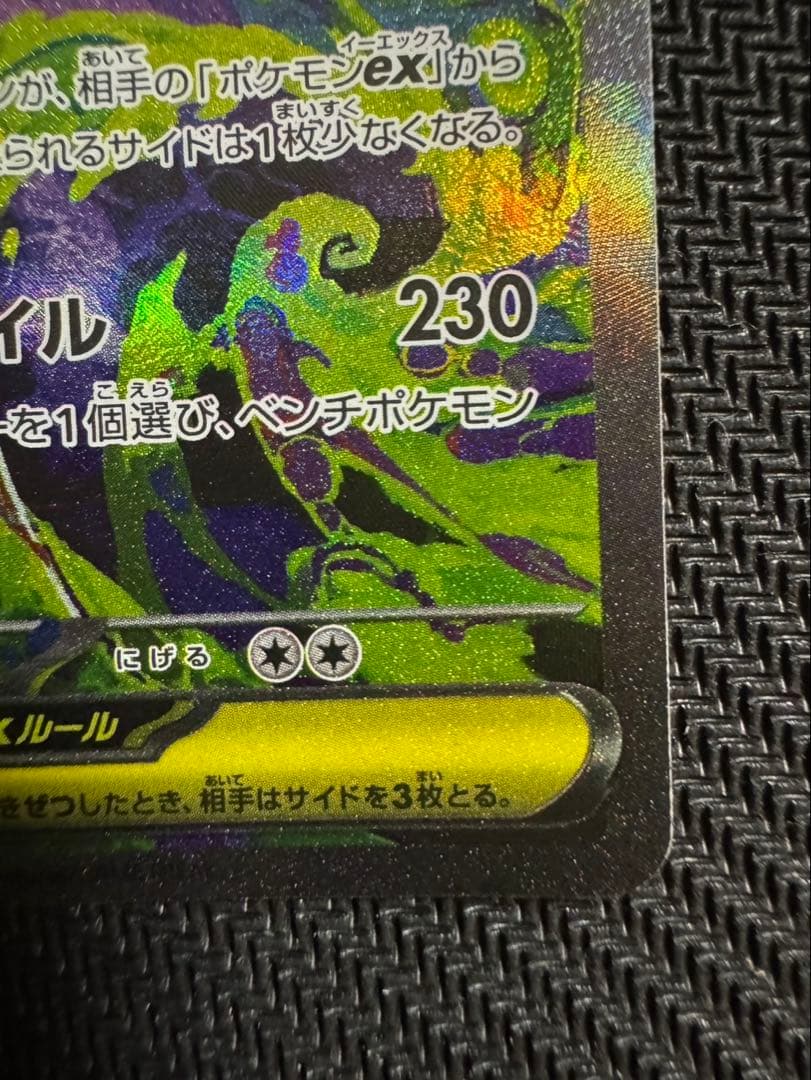 ンが、相手の「ポケモンex」から
られるサイドは1枚少なくなる。
イル 230
ーを1個選び、ベンチポケモン
にげる
xルール
きぜつしたとき、相手はサイドを3枚とる。